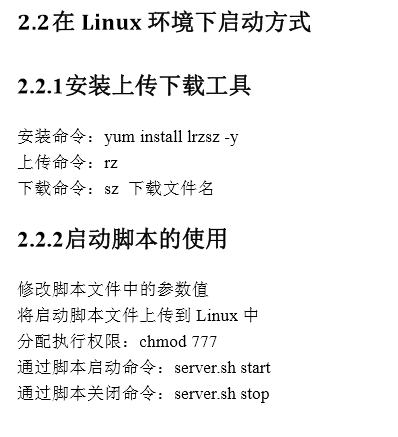 2.2在 Linux 环境下启动方式
2.2.1安装上传下载工具
安装命令：yum install lrzsz -y
上传命令：rz
下载命令：sz 下载文件名
2.2.2启动脚本的使用
修改脚本文件中的参数值
将启动脚本文件上传到 Linux 中
分配执行权限：chmod 777
通过脚本启动命令：server.sh start
通过脚本关闭命令：server.sh stop